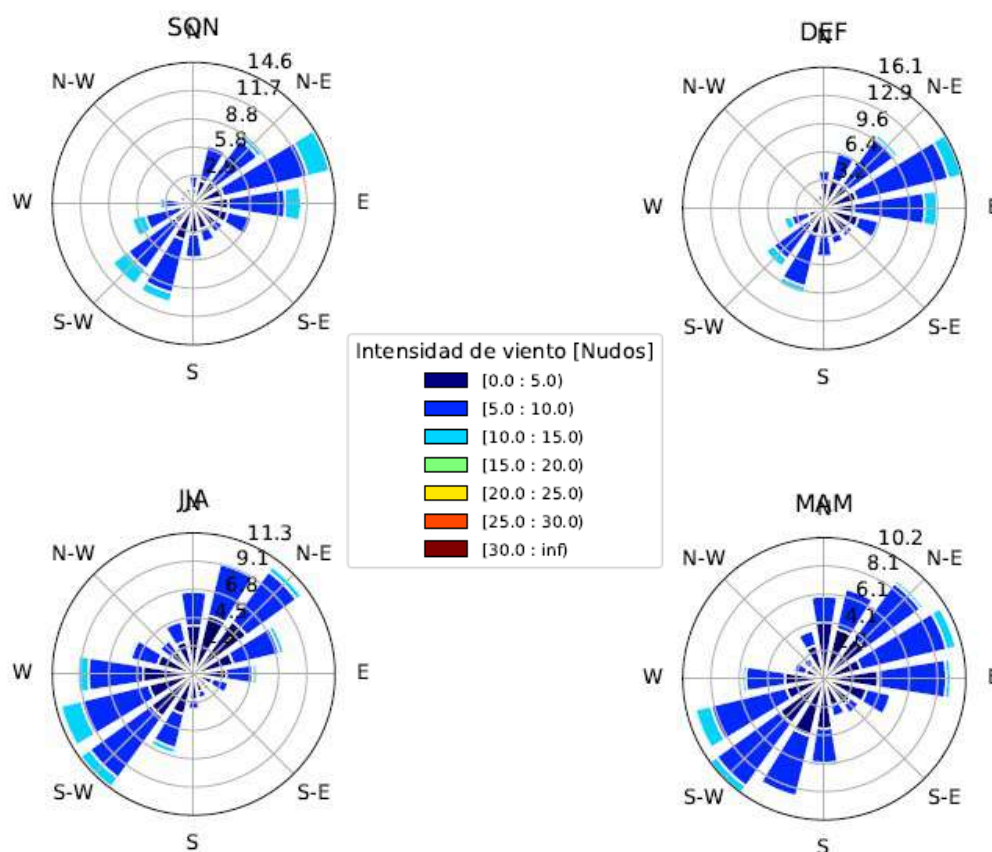 SON
N
14.6
N-W
N-E
11.7
8.8
5.8
W
E
S-W
S-E
S
DEF
N
16.1
N-W
N-E
12.9
9.6
6.4
3.2
W
E
S-W
S-E
S
Intensidad de viento [Nudos]
[0.0 : 5.0)
[5.0 : 10.0)
[10.0 : 15.0)
[15.0 : 20.0)
[20.0 : 25.0)
[25.0 : 30.0)
[30.0 : inf)
JJA
N
11.3
N-W
N-E
9.1
6.8
4.5
W
E
S-W
S-E
S
MAM
N
10.2
N-W
N-E
8.1
6.1
4.1
W
E
S-W
S-E
S